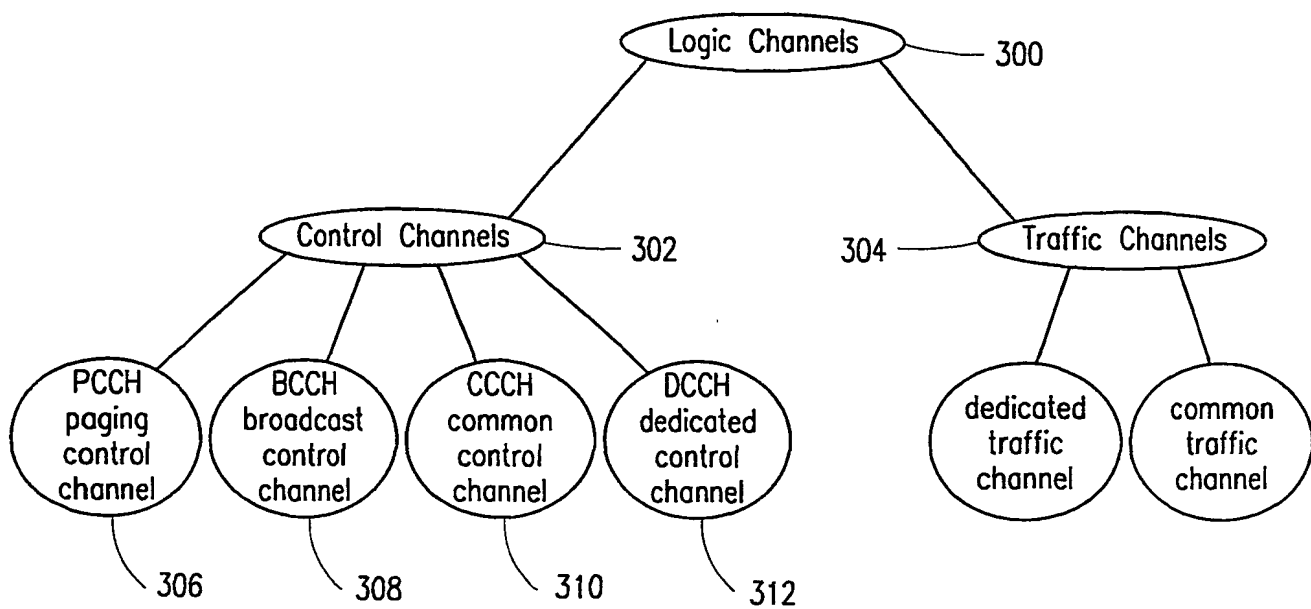 Logic Channels
300
Control Channels
302
304
Traffic Channels
PCCH
paging
control
channel
BCCH
broadcast
control
channel
CCCH
common
control
channel
DCCH
dedicated
control
channel
dedicated
traffic
channel
common
traffic
channel
306
308
310
312